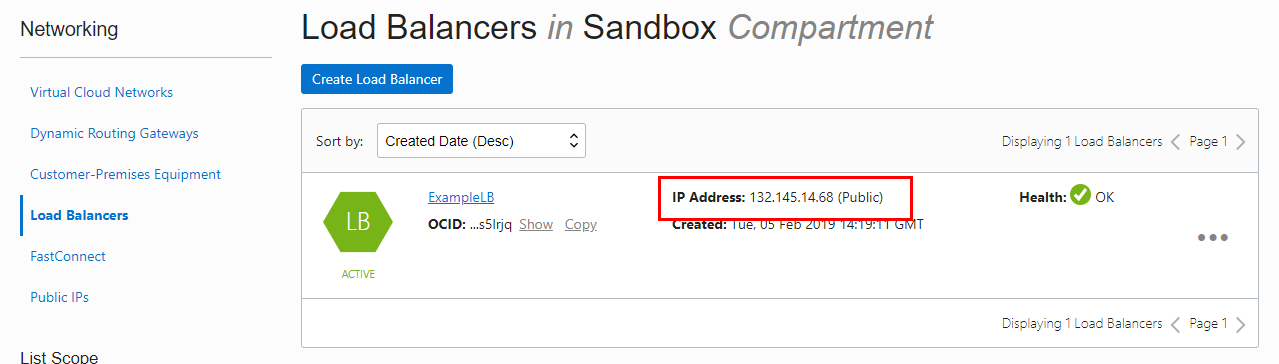 Networking
Virtual Cloud Networks
Dynamic Routing Gateways
Customer-Premises Equipment
Load Balancers
FastConnect
Public IPs
List Scope
Load Balancers in Sandbox Compartment
Create Load Balancer
Sort by: Created Date (Desc) Displaying 1 Load Balancers Page 1
LB
ACTIVE
ExampleLB
OCID: ...s5lrjq Show Copy
IP Address: 132.145.14.68 (Public)
Created: Tue, 05 Feb 2019 14:19:11 GMT
Health: OK
Displaying 1 Load Balancers Page 1